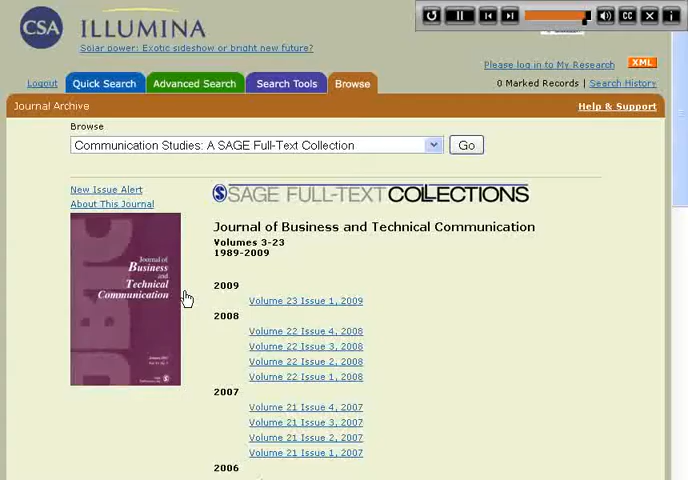 CSA
ILLUMINA
Solar power: Exotic sideshow or bright new future?
CC
Please log in to My Research
XML
Logout
Quick Search
Advanced Search
Search Tools
Browse
0 Marked Records | Search History
Journal Archive
Help & Support
Browse
Communication Studies: A SAGE Full-Text Collection
Go
New Issue Alert
About This Journal
SAGE FULL-TEXT COLLECTIONS
Journal of
Business
and
Technical
Communication
Journal of Business and Technical Communication
Volumes 3-23
1989-2009
2009
Volume 23 Issue 1, 2009
2008
Volume 22 Issue 4, 2008
Volume 22 Issue 3, 2008
Volume 22 Issue 2, 2008
Volume 22 Issue 1, 2008
2007
Volume 21 Issue 4, 2007
Volume 21 Issue 3, 2007
Volume 21 Issue 2, 2007
Volume 21 Issue 1, 2007
2006